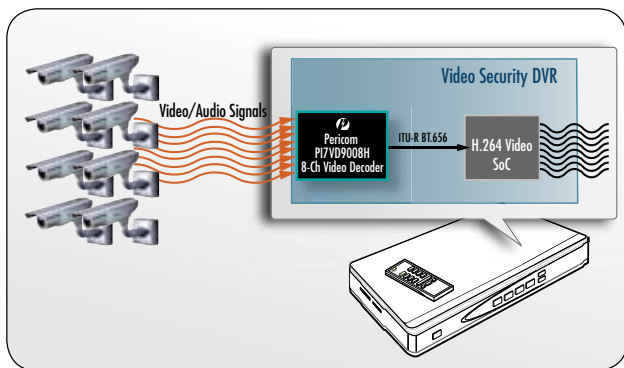 Video Security DVR
Video/Audio Signals
Pericom
PI7VD9008H
8-Ch Video Decoder
ITU-R BT.656
H.264 Video
SoC